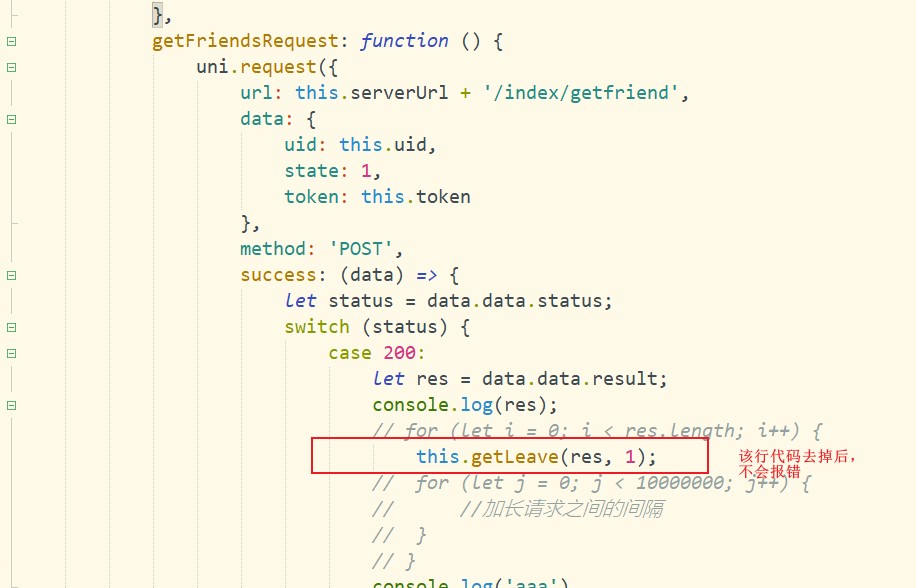 },
getFriendsRequest: function () {
uni.request({
url: this.serverUrl + '/index/getfriend',
data: {
uid: this.uid,
state: 1,
token: this.token
},
method: 'POST',
success: (data) => {
let status = data.data.status;
switch (status) {
case 200:
let res = data.data.result;
console.log(res);
// for (let i = 0; i < res.length; i++) {
this.getLeave(res, 1);
该行代码去掉后，
不会报错
// for (let j = 0; j < 10000000; j++) {
// //加长请求之间的间隔
// }
// }
console.log('aaa')